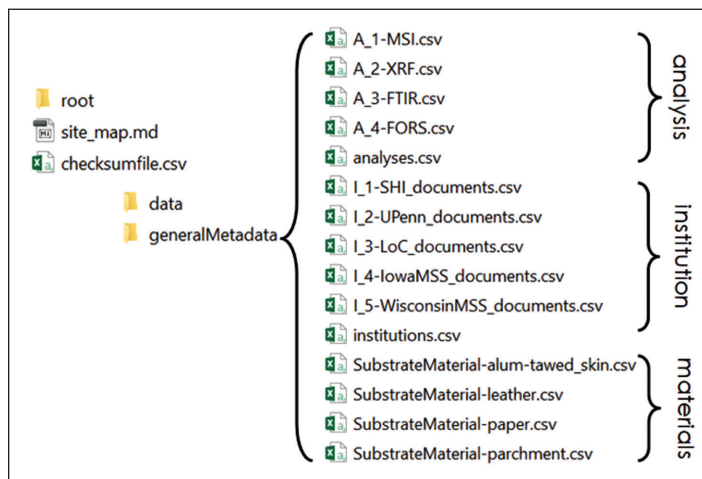 root
site_map.md
checksumfile.csv
data
generalMetadata
A_1-MSI.csv
A_2-XRF.csv
A_3-FTIR.csv
A_4-FORS.csv
analyses.csv
I_1-SHI_documents.csv
I_2-UPenn_documents.csv
I_3-LoC_documents.csv
I_4-IowaMSS_documents.csv
I_5-WisconsinMSS_documents.csv
institutions.csv
SubstrateMaterial-alum-tawed_skin.csv
SubstrateMaterial-leather.csv
SubstrateMaterial-paper.csv
SubstrateMaterial-parchment.csv
analysis
institution
materials